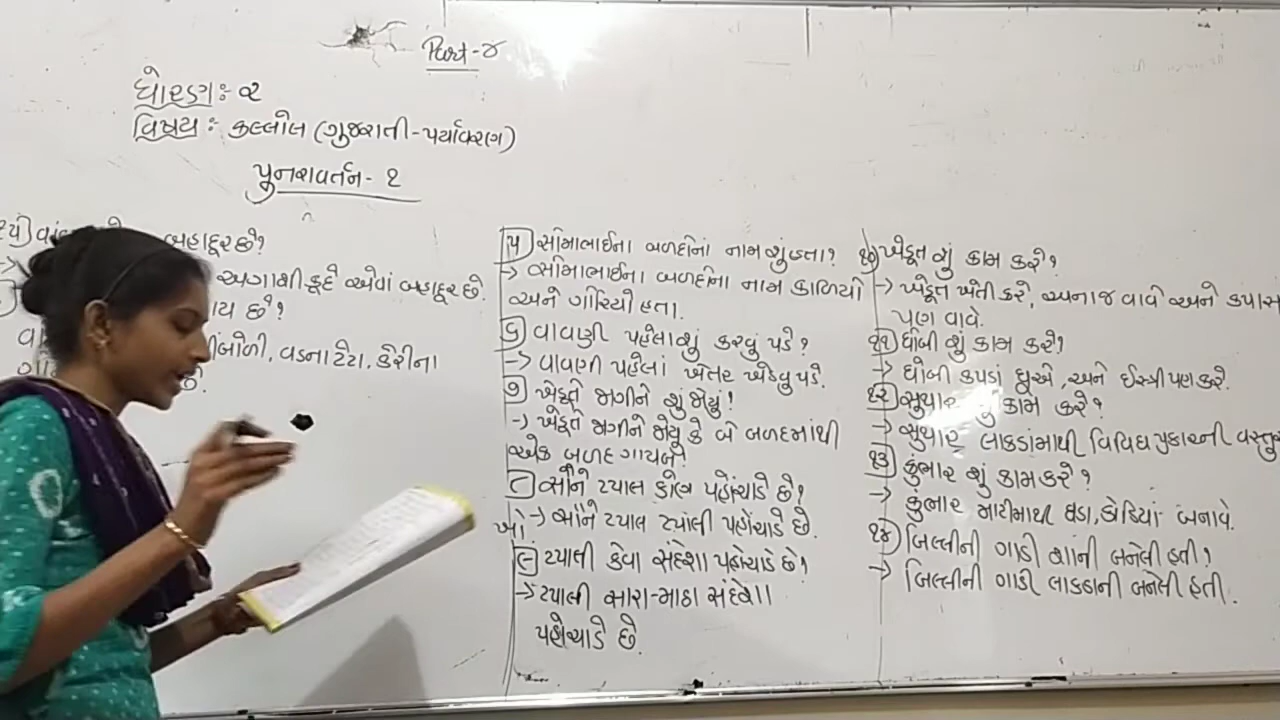 Part-૪
ધોરણ: ૨
વિષય : કલ્લોલ (ગુજરાતી-પર્યાવરણ)
પુનરાવર્તન- ૧
બહાદૂર છે?
અગાશી કૂદે એવાં બહાદૂર છે.
ય છે?
ીંબોળી, વડના ટેટા, કેરીના
છે.
૫) સોમાભાઈના બળદોનાં નામ શું હતા?
→ સોમાભાઈના બળદોના નામ કાળિયો
અને ગોરિયો હતા.
૬) વાવણી પહેલા શું કરવું પડે?
→ વાવણી પહેલાં ખેતર ખેડવુ પડે.
૭) ખેડૂતે જાગીને શું જોયું!
→ ખેડૂતે જાગીને જોયુ કે બે બળદમાંથી
એક બળદ ગાયબ!
૮) સૌને ટપાલ કોણ પહોંચાડે છે?
→ સૌને ટપાલ ટપાલી પહોંચાડે છે.
૯) ટપાલી કેવા સંદેશા પહોંચાડે છે?
→ ટપાલી સારા-માઠા સંદેશા
પહોચાડે છે.
૧૦) ખેડૂત શું કામ કરે?
→ ખેડૂત ખેતી કરે, અનાજ વાવે અને કપાસ
પણ વાવે.
૧૧) ધોબી શું કામ કરે?
→ ધોબી કપડાં ધુએ, અને ઈસ્ત્રી પણ કરે.
૧૨) સુથાર શું કામ કરે?
→ સુથાર લાકડાંમાથી વિવિધ પ્રકારની વસ્તુઓ
૧૩) કુંભાર શું કામ કરે?
→ કુંભાર માટીમાથી ઘડા, કોડિયાં બનાવે.
૧૪) જિલ્લીની ગાડી શાંની બનેલી હતી?
→ જિલ્લીની ગાડી લાકડાની બનેલી હતી.